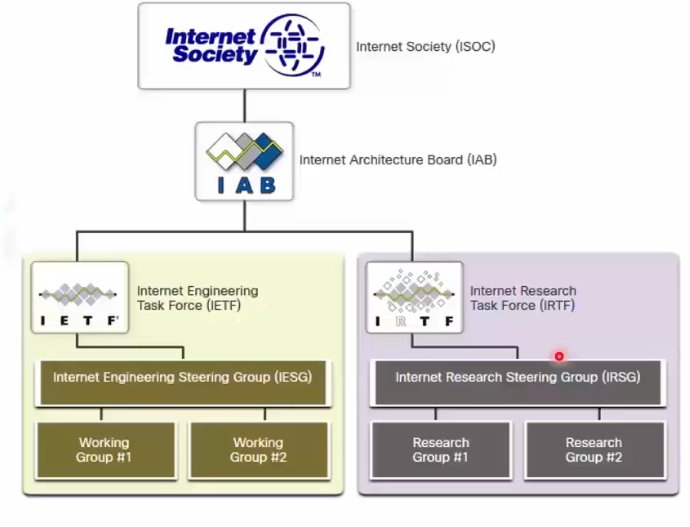 Internet
Society
TM
Internet Society (ISOC)
IAB
Internet Architecture Board (IAB)
IETF
Internet Engineering
Task Force (IETF)
IRTF
Internet Research
Task Force (IRTF)
Internet Engineering Steering Group (IESG)
Internet Research Steering Group (IRSG)
Working
Group #1
Working
Group #2
Research
Group #1
Research
Group #2